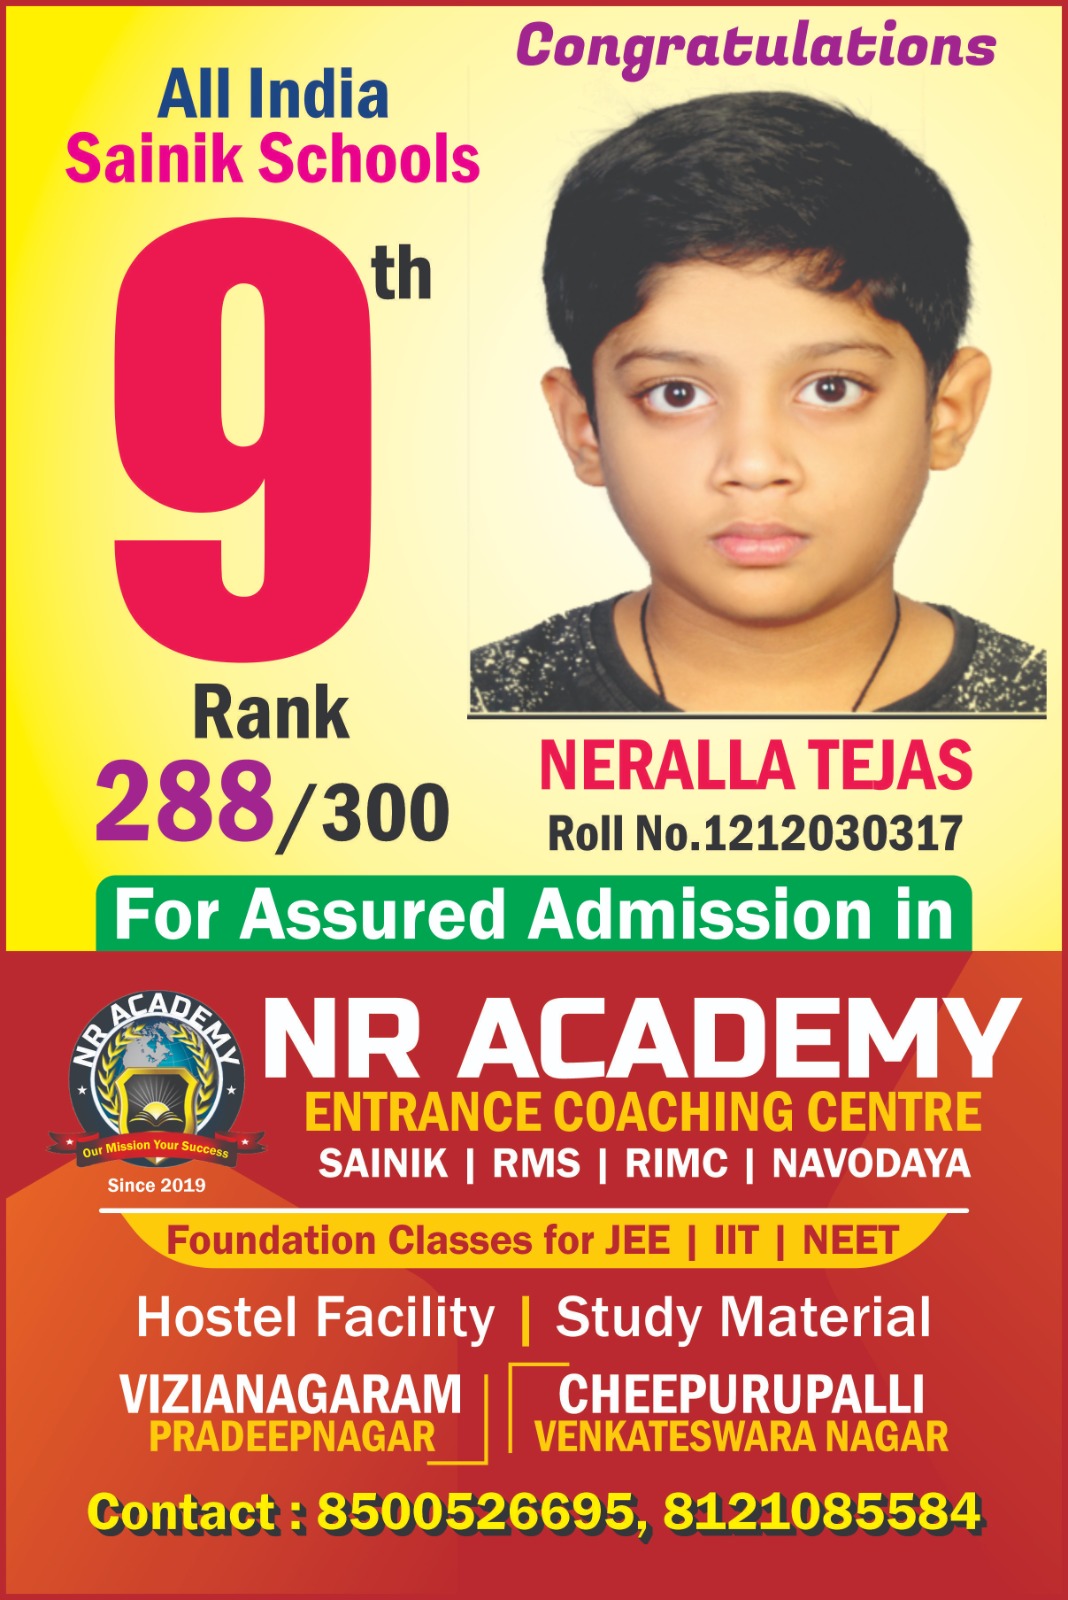 Congratulations
All India
Sainik Schools
9th
Rank
288/300
NERALLA TEJAS
Roll No.1212030317
For Assured Admission in
NR ACADEMY
Our Mission Your Success
Since 2019
NR ACADEMY
ENTRANCE COACHING CENTRE
SAINIK | RMS | RIMC | NAVODAYA
Foundation Classes for JEE | IIT | NEET
Hostel Facility | Study Material
VIZIANAGARAM
PRADEEPNAGAR
CHEEPURUPALLI
VENKATESWARA NAGAR
Contact : 8500526695, 8121085584